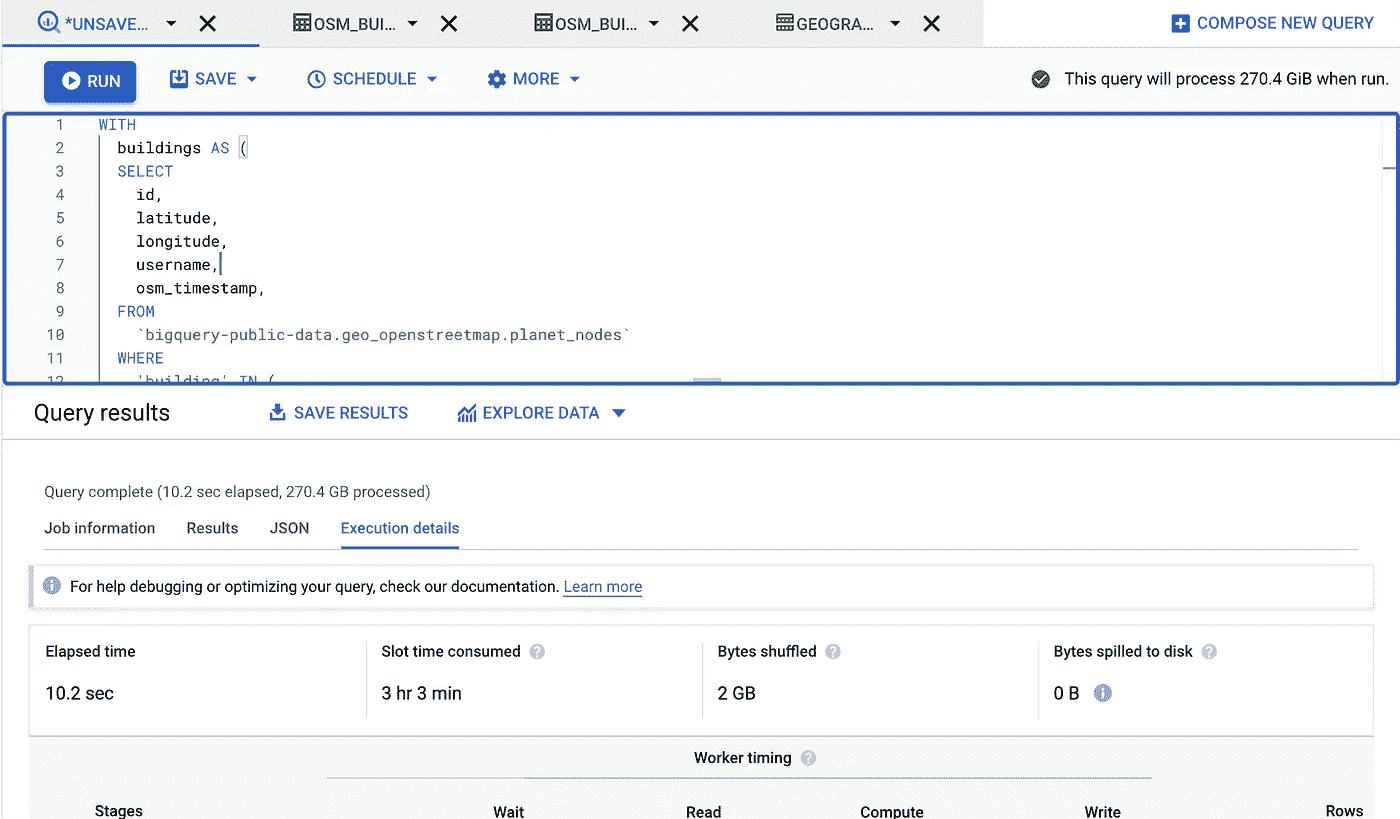 *UNSAVE... OSM_BUI... OSM_BUI... GEOGRA... COMPOSE NEW QUERY
RUN SAVE SCHEDULE MORE This query will process 270.4 GiB when run.
1 WITH
2 buildings AS (
3 SELECT
4 id,
5 latitude,
6 longitude,
7 username,
8 osm_timestamp,
9 FROM
10 `bigquery-public-data.geo_openstreetmap.planet_nodes`
11 WHERE
12 'building' IN (
Query results SAVE RESULTS EXPLORE DATA
Query complete (10.2 sec elapsed, 270.4 GB processed)
Job information Results JSON Execution details
For help debugging or optimizing your query, check our documentation. Learn more
Elapsed time Slot time consumed Bytes shuffled Bytes spilled to disk
10.2 sec 3 hr 3 min 2 GB 0 B
Worker timing
Stages Wait Read Compute Write Rows